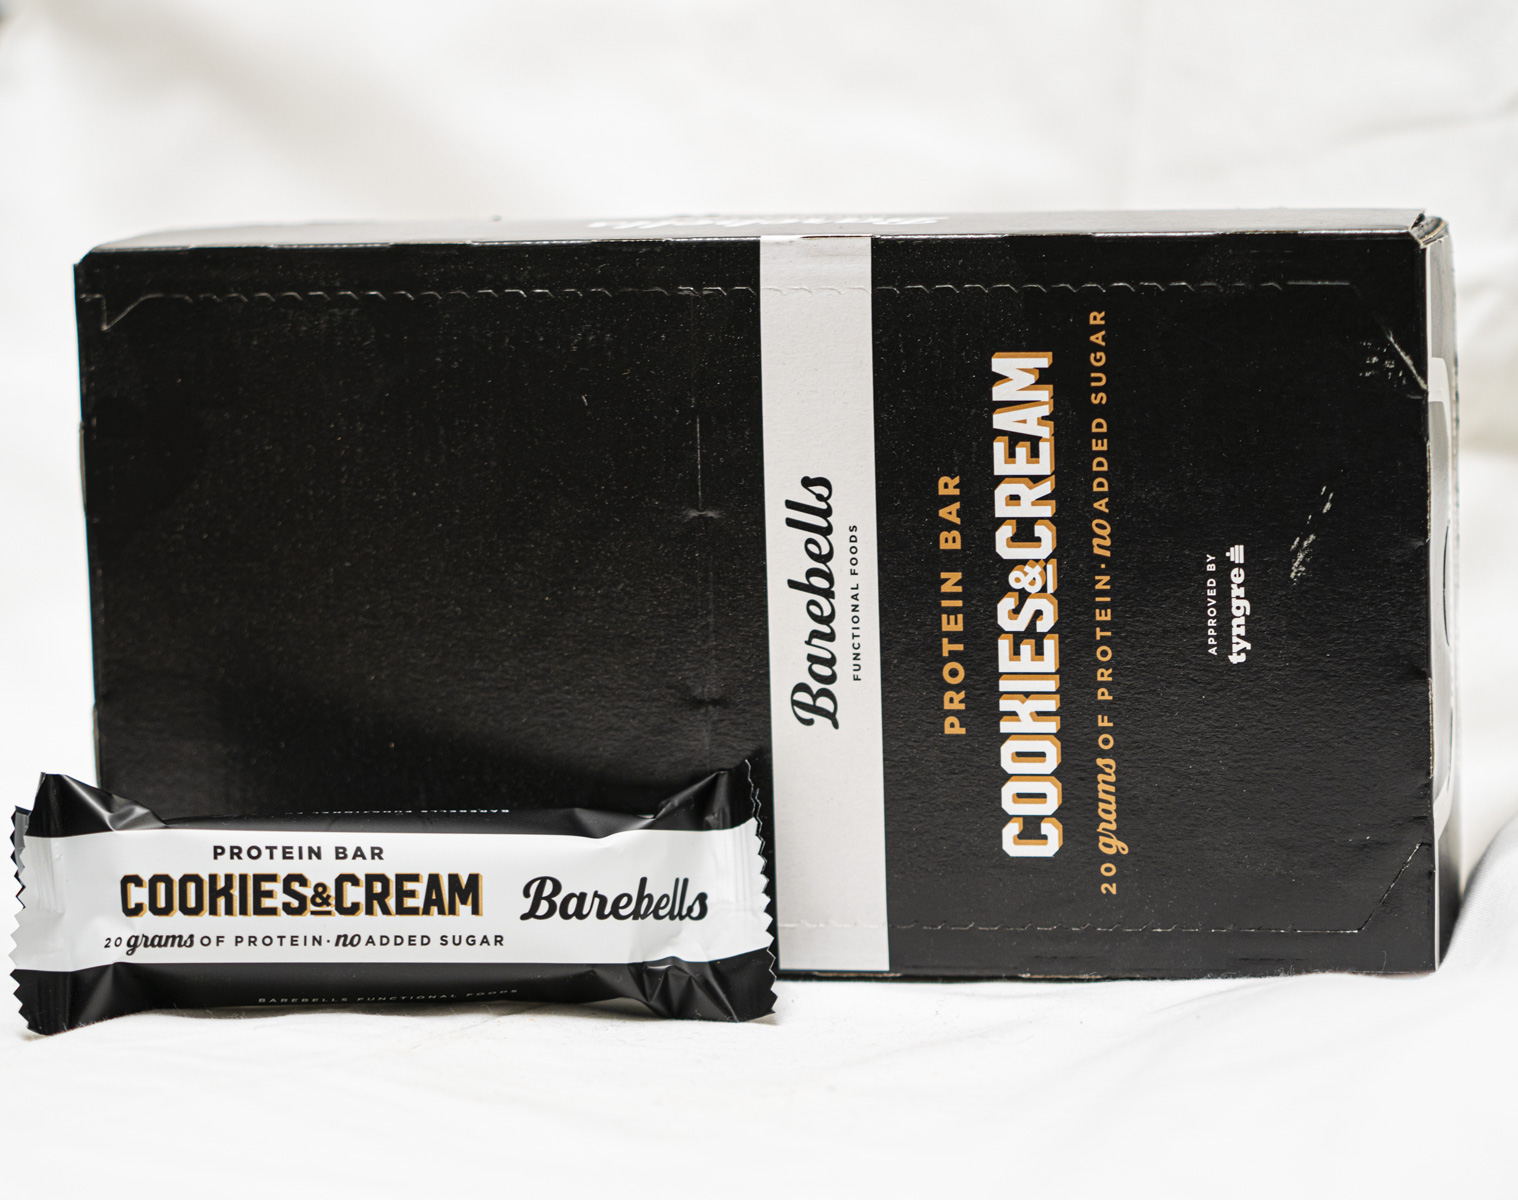 Barebells
FUNCTIONAL FOODS
PROTEIN BAR
COOKIES & CREAM
20 grams OF PROTEIN · no ADDED SUGAR
APPROVED BY
tyngre
PROTEIN BAR
COOKIES & CREAM
20 grams OF PROTEIN · no ADDED SUGAR
Barebells
BAREBELLS FUNCTIONAL FOODS